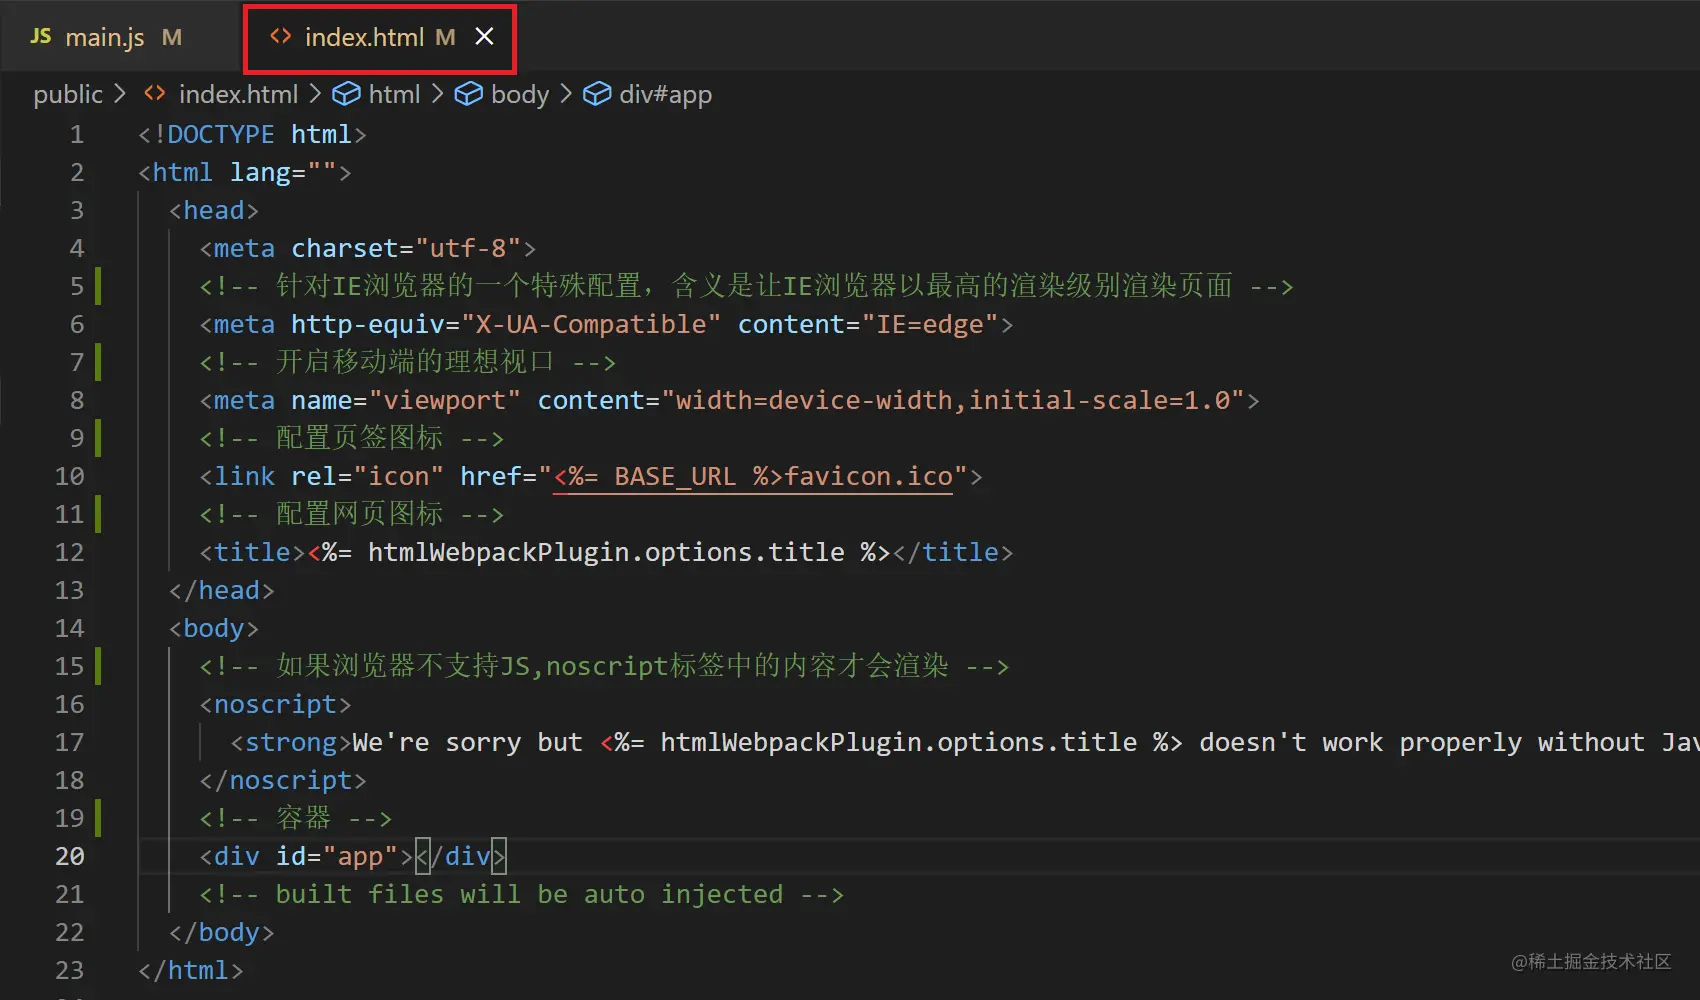 JS main.js M <> index.html M ×
public > <> index.html > html > body > div#app
1 <!DOCTYPE html>
2 <html lang="">
3 <head>
4 <meta charset="utf-8">
5 <!-- 针对IE浏览器的一个特殊配置，含义是让IE浏览器以最高的渲染级别渲染页面 -->
6 <meta http-equiv="X-UA-Compatible" content="IE=edge">
7 <!-- 开启移动端的理想视口 -->
8 <meta name="viewport" content="width=device-width,initial-scale=1.0">
9 <!-- 配置页签图标 -->
10 <link rel="icon" href="<%= BASE_URL %>favicon.ico">
11 <!-- 配置网页图标 -->
12 <title><%= htmlWebpackPlugin.options.title %></title>
13 </head>
14 <body>
15 <!-- 如果浏览器不支持JS,noscript标签中的内容才会渲染 -->
16 <noscript>
17 <strong>We're sorry but <%= htmlWebpackPlugin.options.title %> doesn't work properly without Jav
18 </noscript>
19 <!-- 容器 -->
20 <div id="app"></div>
21 <!-- built files will be auto injected -->
22 </body>
23 </html>
@稀土掘金技术社区